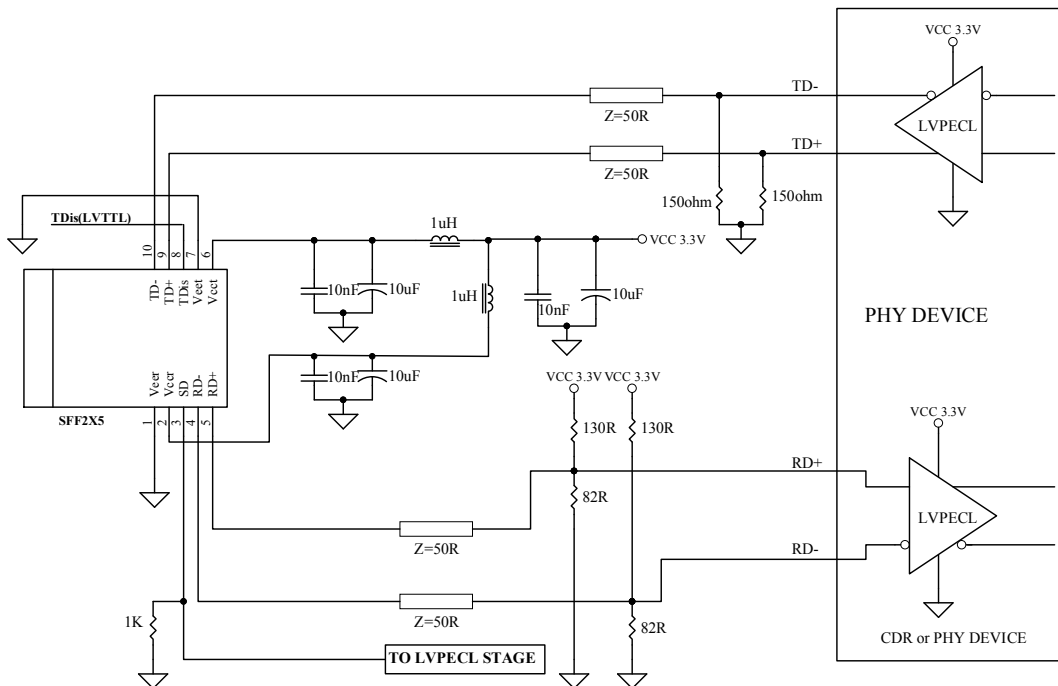 VCC 3.3V
TD-
LVPECL
Z=50R
TD+
Z=50R
150ohm
150ohm
TDis(LVTTL)
1uH
VCC 3.3V
10
9
8
7
6
TD-
TD+
TDis
Veet
Vcct
10nF
10uF
1uH
10nF
10uF
PHY DEVICE
Veer
Vccr
SD
RD-
RD+
10nF
10uF
VCC 3.3V
VCC 3.3V
SFF2X5
1
2
3
4
5
130R
130R
VCC 3.3V
RD+
82R
LVPECL
Z=50R
RD-
Z=50R
1K
82R
CDR or PHY DEVICE
TO LVPECL STAGE